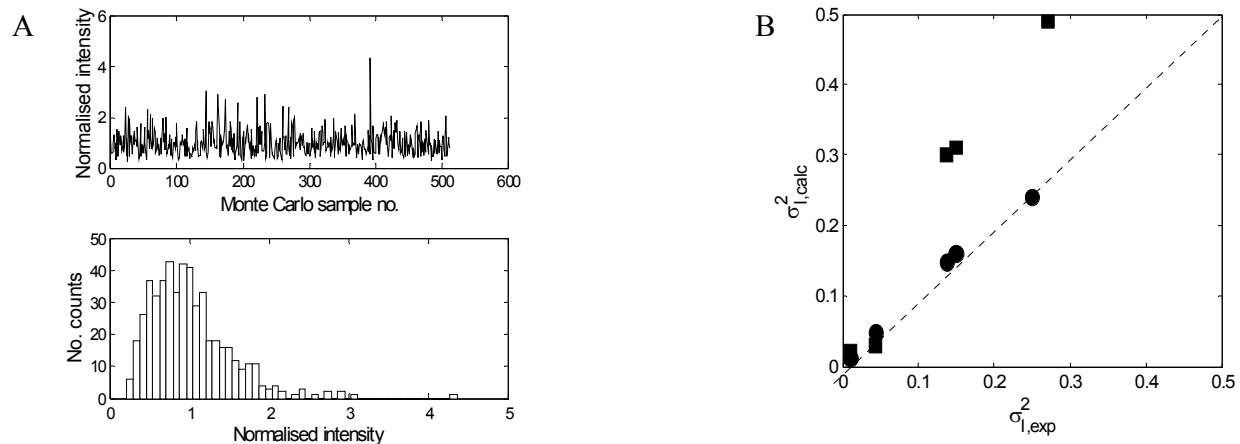 A
6
4
2
0
Normalised intensity
0 100 200 300 400 500 600
Monte Carlo sample no.
50
40
30
20
10
0
No. counts
0 1 2 3 4 5
Normalised intensity
B
0.5
0.4
0.3
0.2
0.1
0
σ²I,calc
0 0.1 0.2 0.3 0.4 0.5
σ²I,exp